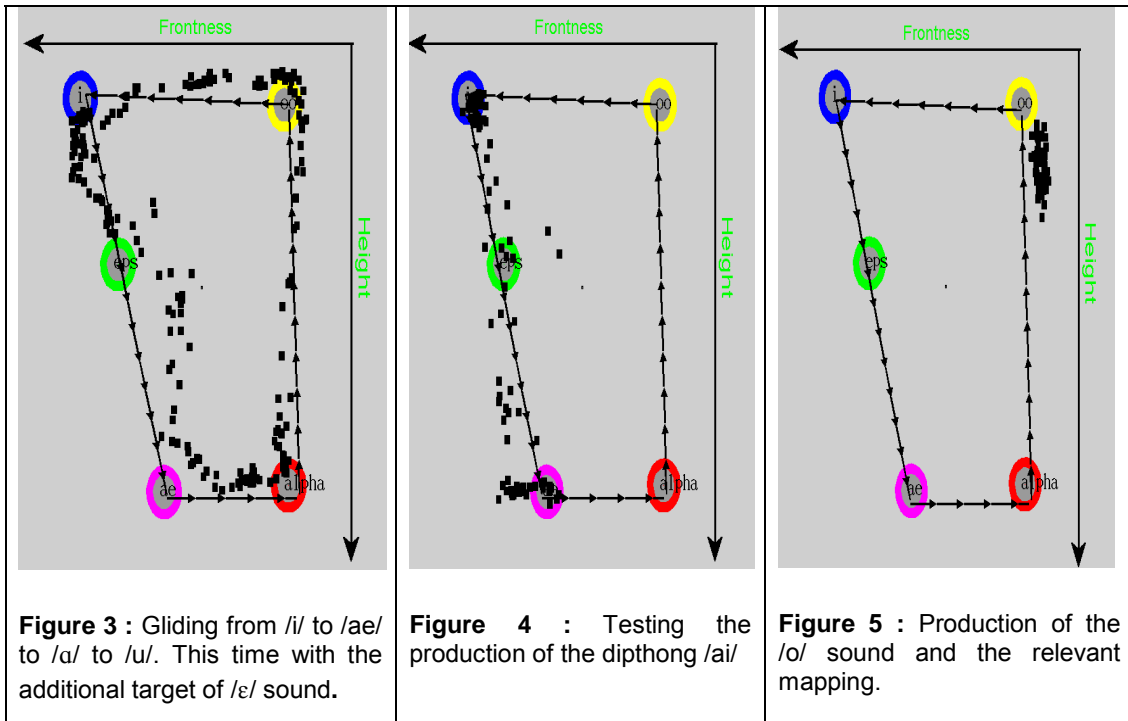 Frontness
i
oo
eps
Height
ae
alpha
Figure 3 : Gliding from /i/ to /ae/
to /ɑ/ to /u/. This time with the
additional target of /ε/ sound.
Frontness
i
oo
eps
ae
alpha
Height
Figure 4 : Testing the
production of the dipthong /ai/
Frontness
i
oo
eps
Height
ae
alpha
Figure 5 : Production of the
/o/ sound and the relevant
mapping.